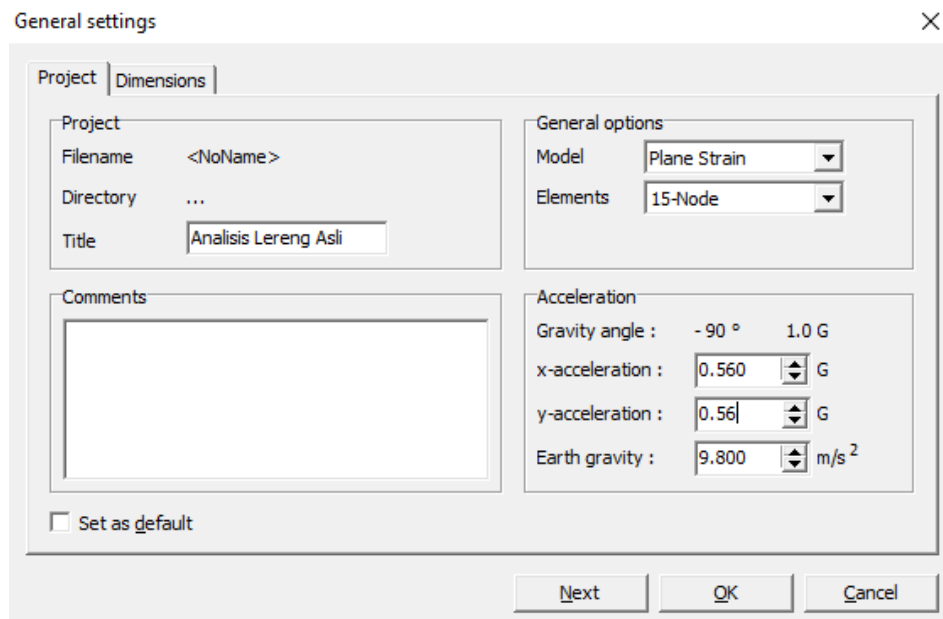 General settings
Project
Dimensions
Project
Filename <NoName>
Directory ...
Title Analisis Lereng Asli
General options
Model Plane Strain
Elements 15-Node
Comments
Acceleration
Gravity angle : - 90 º 1.0 G
x-acceleration : 0.560 G
y-acceleration : 0.56 G
Earth gravity : 9.800 m/s 2
Set as default
Next
OK
Cancel